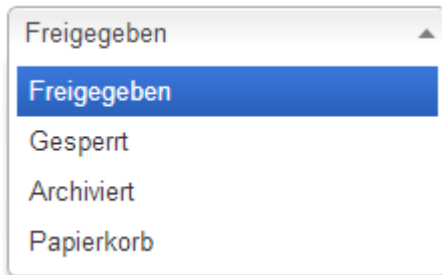 Freigegeben
Freigegeben
Gesperrt
Archiviert
Papierkorb